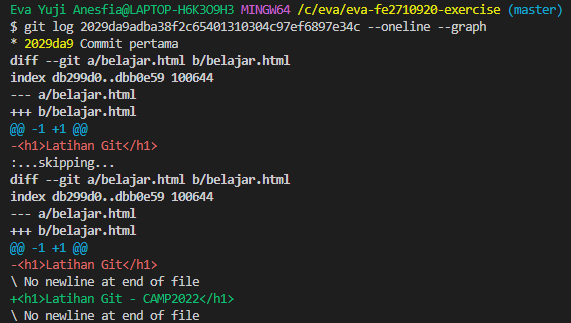 Eva Yuji Anesfia@LAPTOP-H6K3O9H3 MINGW64 /c/eva/eva-fe2710920-exercise (master)
$ git log 2029da9adba38f2c65401310304c97ef6897e34c --oneline --graph
* 2029da9 Commit pertama
diff --git a/belajar.html b/belajar.html
index db299d0..dbb0e59 100644
--- a/belajar.html
+++ b/belajar.html
@@ -1 +1 @@
-<h1>Latihan Git</h1>
:...skipping...
diff --git a/belajar.html b/belajar.html
index db299d0..dbb0e59 100644
--- a/belajar.html
+++ b/belajar.html
@@ -1 +1 @@
-<h1>Latihan Git</h1>
\ No newline at end of file
+<h1>Latihan Git - CAMP2022</h1>
\ No newline at end of file